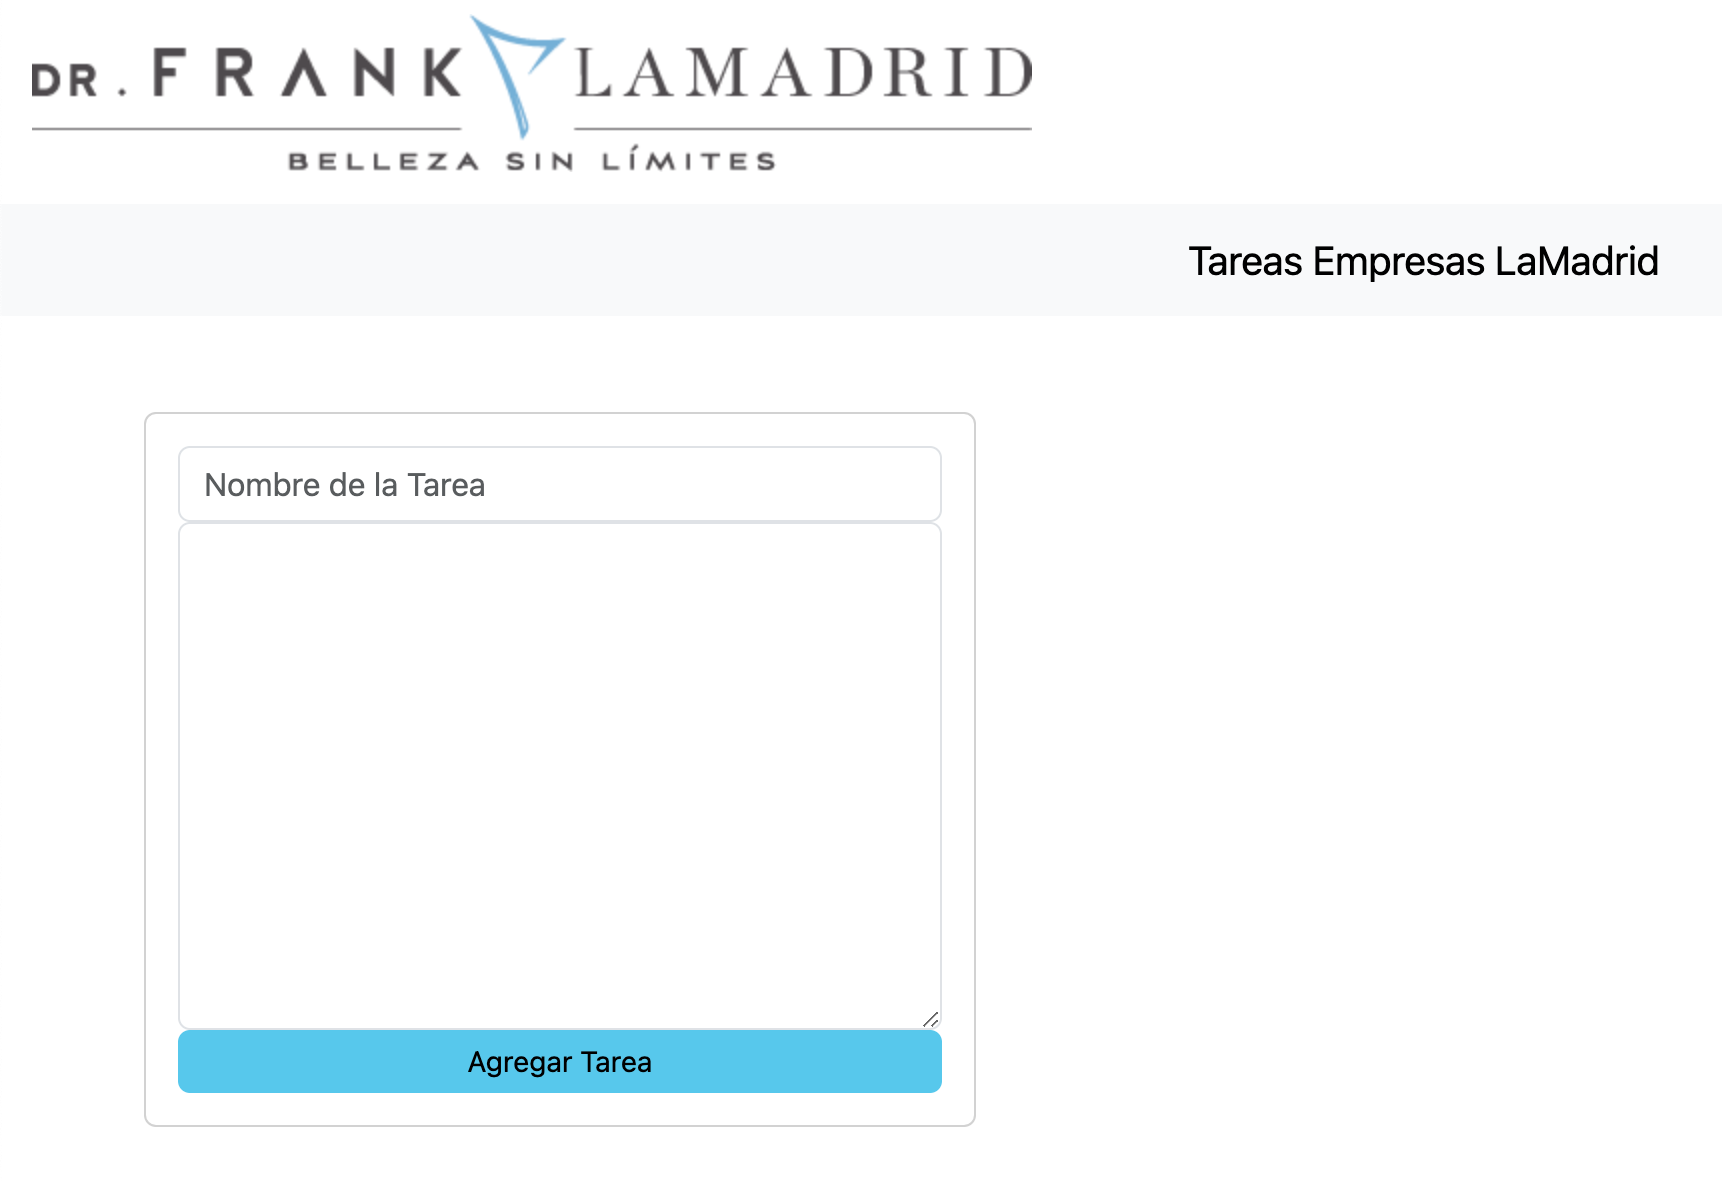 DR. FRANK LAMADRID
BELLEZA SIN LÍMITES
Tareas Empresas LaMadrid
Nombre de la Tarea
Agregar Tarea